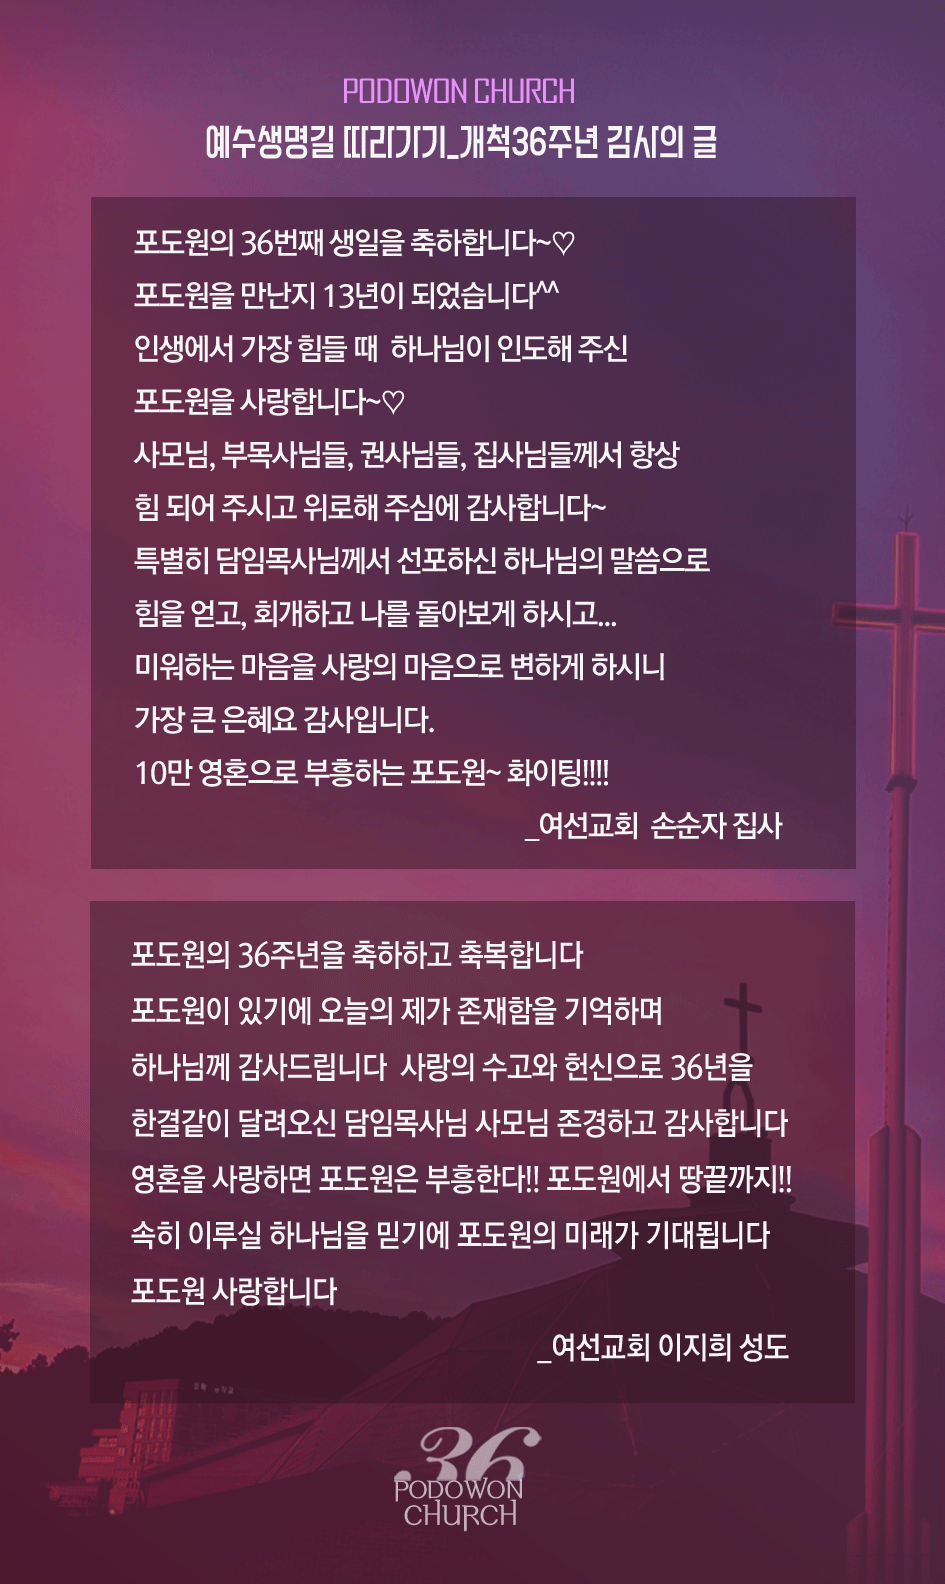 PODOWON CHURCH
예수생명길 따라가기_개척36주년 감사의 글
포도원의 36번째 생일을 축하합니다~♡
포도원을 만난지 13년이 되었습니다^^
인생에서 가장 힘들 때 하나님이 인도해 주신
포도원을 사랑합니다~♡
사모님, 부목사님들, 권사님들, 집사님들께서 항상
힘 되어 주시고 위로해 주심에 감사합니다~
특별히 담임목사님께서 선포하신 하나님의 말씀으로
힘을 얻고, 회개하고 나를 돌아보게 하시고...
미워하는 마음을 사랑의 마음으로 변하게 하시니
가장 큰 은혜요 감사입니다.
10만 영혼으로 부흥하는 포도원~ 화이팅!!!!
_여선교회 손순자 집사
포도원의 36주년을 축하하고 축복합니다
포도원이 있기에 오늘의 제가 존재함을 기억하며
하나님께 감사드립니다 사랑의 수고와 헌신으로 36년을
한결같이 달려오신 담임목사님 사모님 존경하고 감사합니다
영혼을 사랑하면 포도원은 부흥한다!! 포도원에서 땅끝까지!!
속히 이루실 하나님을 믿기에 포도원의 미래가 기대됩니다
포도원 사랑합니다
_여선교회 이지희 성도
36
PODOWON
CHURCH